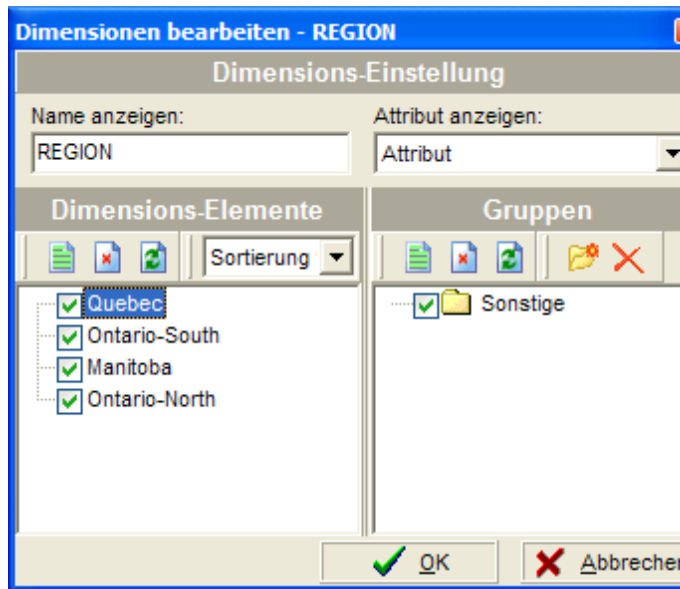 Dimensionen bearbeiten - REGION
Dimensions-Einstellung
Name anzeigen:
Attribut anzeigen:
REGION
Attribut
Dimensions-Elemente
Gruppen
Sortierung
Quebec
Ontario-South
Manitoba
Ontario-North
Sonstige
OK
Abbrechen